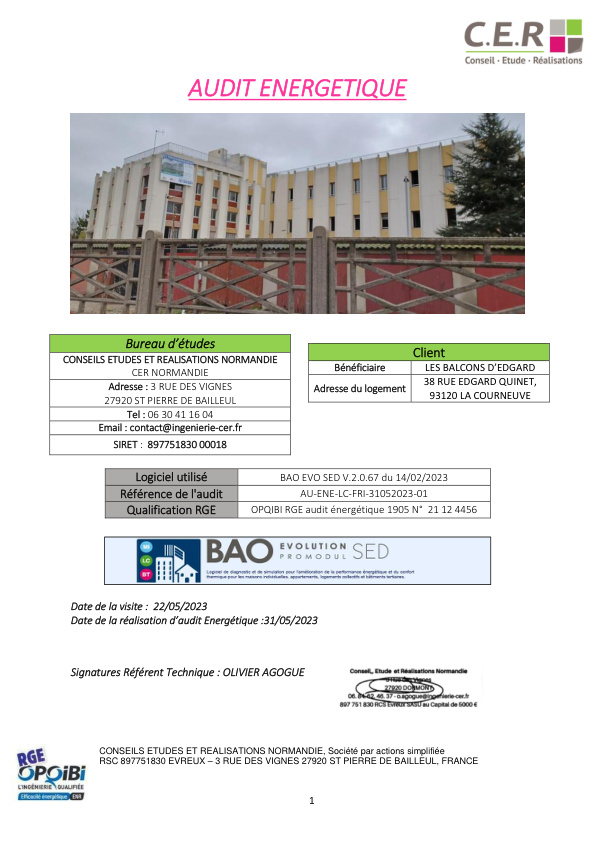 C.E.R
Conseil · Etude · Réalisations
AUDIT ENERGETIQUE
Bureau d'études
CONSEILS ETUDES ET REALISATIONS NORMANDIE
CER NORMANDIE
Adresse : 3 RUE DES VIGNES
27920 ST PIERRE DE BAILLEUL
Tel : 06 30 41 16 04
Email : contact@ingenierie-cer.fr
SIRET : 897751830 00018
Client
Bénéficiaire LES BALCONS D'EDGARD
Adresse du logement 38 RUE EDGARD QUINET,
93120 LA COURNEUVE
Logiciel utilisé BAO EVO SED V.2.0.67 du 14/02/2023
Référence de l'audit AU-ENE-LC-FRI-31052023-01
Qualification RGE OPQIBI RGE audit énergétique 1905 N° 21 12 4456
MI
LC
BT
BAO EVOLUTION SED
PROMODUL
Logiciel de diagnostic et de simulation pour l'amélioration de la performance énergétique et du confort
thermique pour les maisons individuelles, appartements, logements collectifs et bâtiments tertiaires.
Date de la visite : 22/05/2023
Date de la réalisation d'audit Energétique :31/05/2023
Signatures Référent Technique : OLIVIER AGOGUE
Conseil, Etude et Réalisations Normandie
3 rue des Vignes
27920
06. 84 62. 46. 37 - o.agogue@ingenierie-cer.fr
897 751 830 RCS Evreux SASU au Capital de 5000 €
RGE
OPQIBI
L'INGÉNIERIE QUALIFIÉE
Efficacité énergétique ENR
CONSEILS ETUDES ET REALISATIONS NORMANDIE, Société par actions simplifiée
RSC 897751830 EVREUX – 3 RUE DES VIGNES 27920 ST PIERRE DE BAILLEUL, FRANCE
1